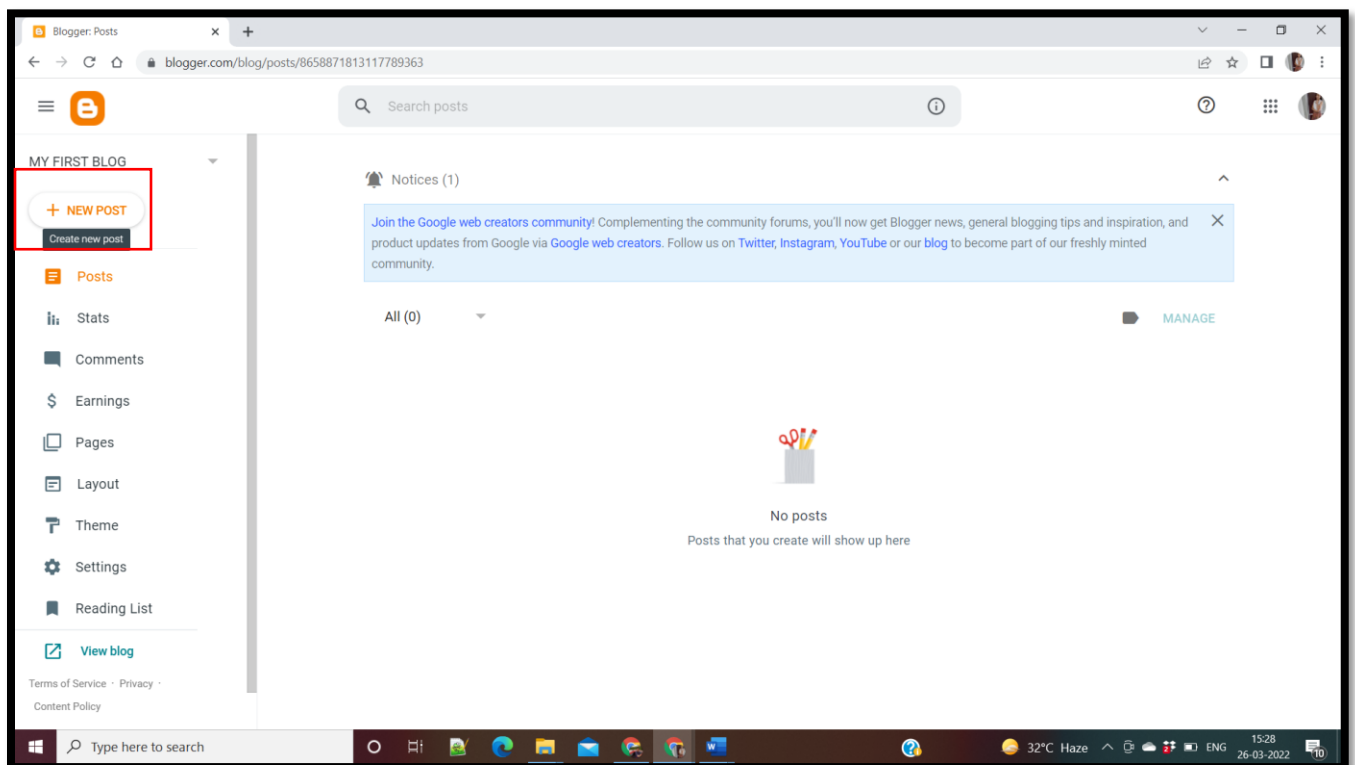 Blogger: Posts
blogger.com/blog/posts/8658871813117789363
Search posts
MY FIRST BLOG
NEW POST
Create new post
Posts
Stats
Comments
Earnings
Pages
Layout
Theme
Settings
Reading List
View blog
Terms of Service · Privacy ·
Content Policy
Notices (1)
Join the Google web creators community! Complementing the community forums, you'll now get Blogger news, general blogging tips and inspiration, and
product updates from Google via Google web creators. Follow us on Twitter, Instagram, YouTube or our blog to become part of our freshly minted
community.
All (0)
MANAGE
No posts
Posts that you create will show up here
Type here to search
32°C Haze
ENG
15:28
26-03-2022
10